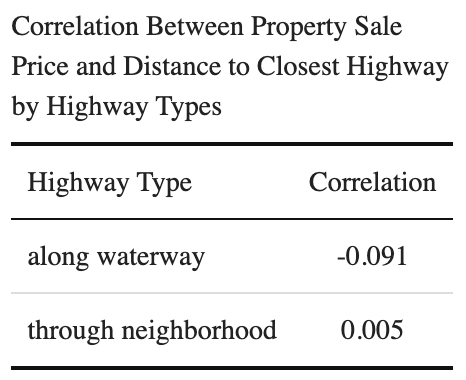 Correlation Between Property Sale
Price and Distance to Closest Highway
by Highway Types
Highway Type Correlation
along waterway -0.091
through neighborhood 0.005